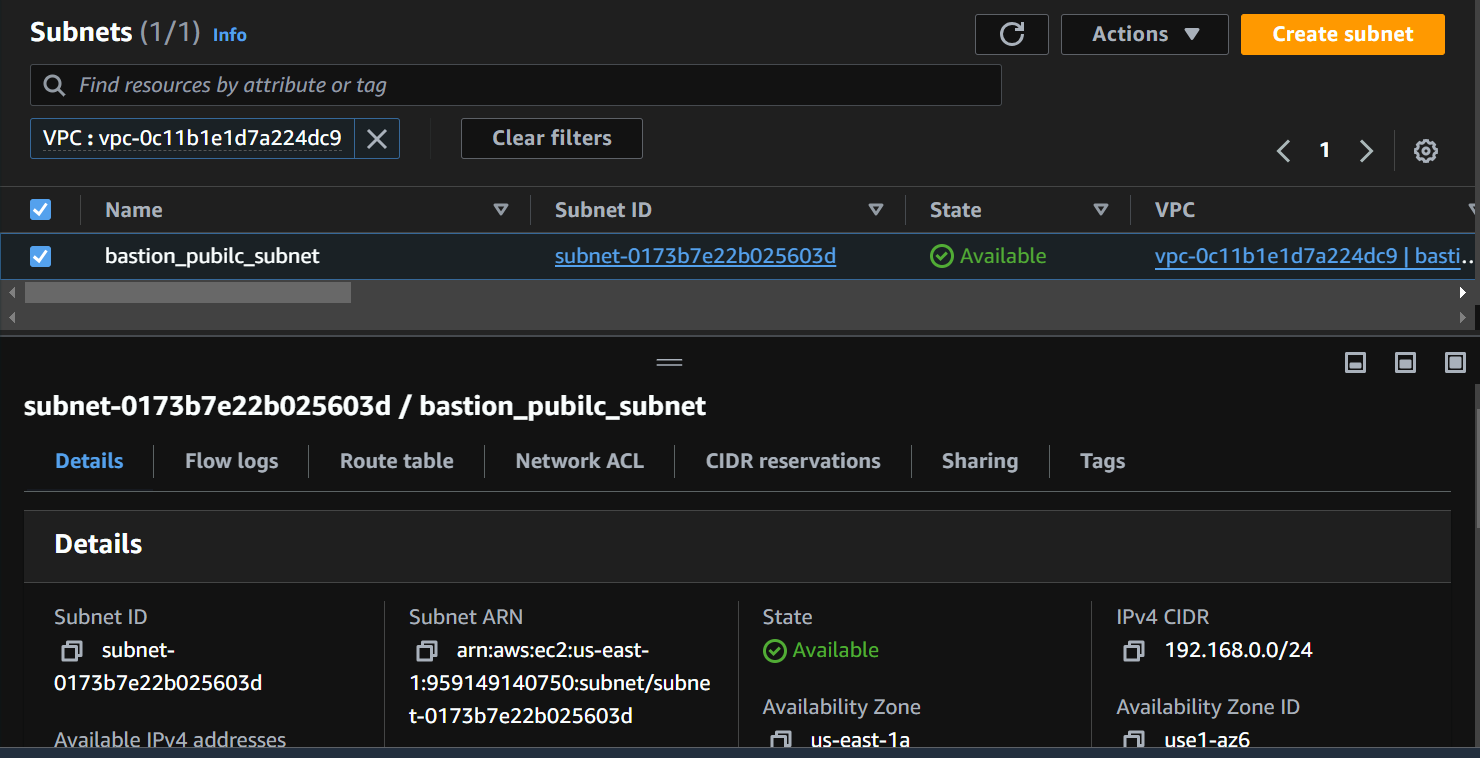 Subnets (1/1) Info
Actions
Create subnet
Find resources by attribute or tag
VPC : vpc-0c11b1e1d7a224dc9
Clear filters
1
Name
Subnet ID
State
VPC
bastion_pubilc_subnet
subnet-0173b7e22b025603d
Available
vpc-0c11b1e1d7a224dc9 | basti...
subnet-0173b7e22b025603d / bastion_pubilc_subnet
Details
Flow logs
Route table
Network ACL
CIDR reservations
Sharing
Tags
Details
Subnet ID
subnet-
0173b7e22b025603d
Available IPv4 addresses
Subnet ARN
arn:aws:ec2:us-east-
1:959149140750:subnet/subne
t-0173b7e22b025603d
State
Available
Availability Zone
us-east-1a
IPv4 CIDR
192.168.0.0/24
Availability Zone ID
use1-az6